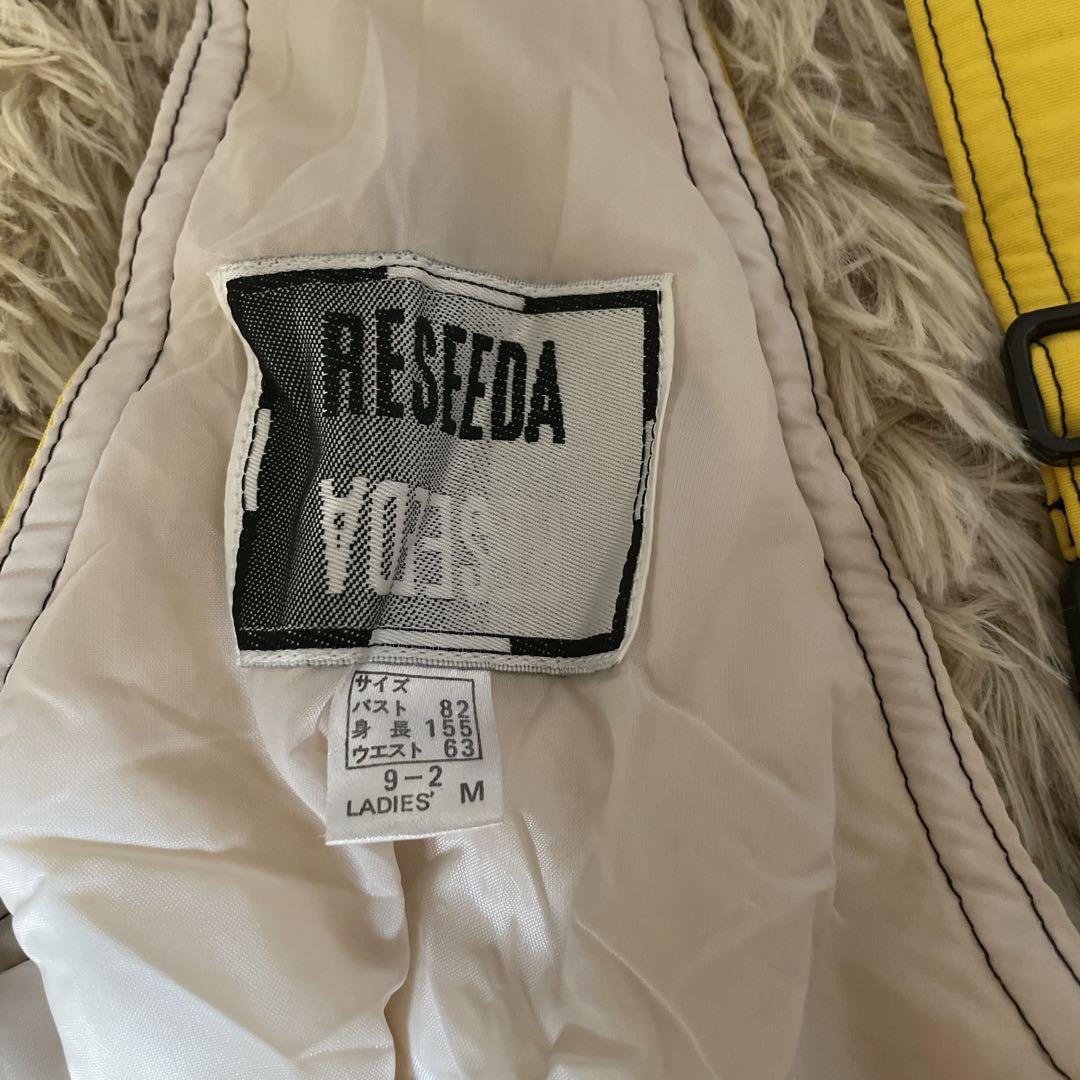 RESEEDA
SEEDA
サイズ
バスト 82
身長 155
ウエスト 63
9-2
LADIES' M